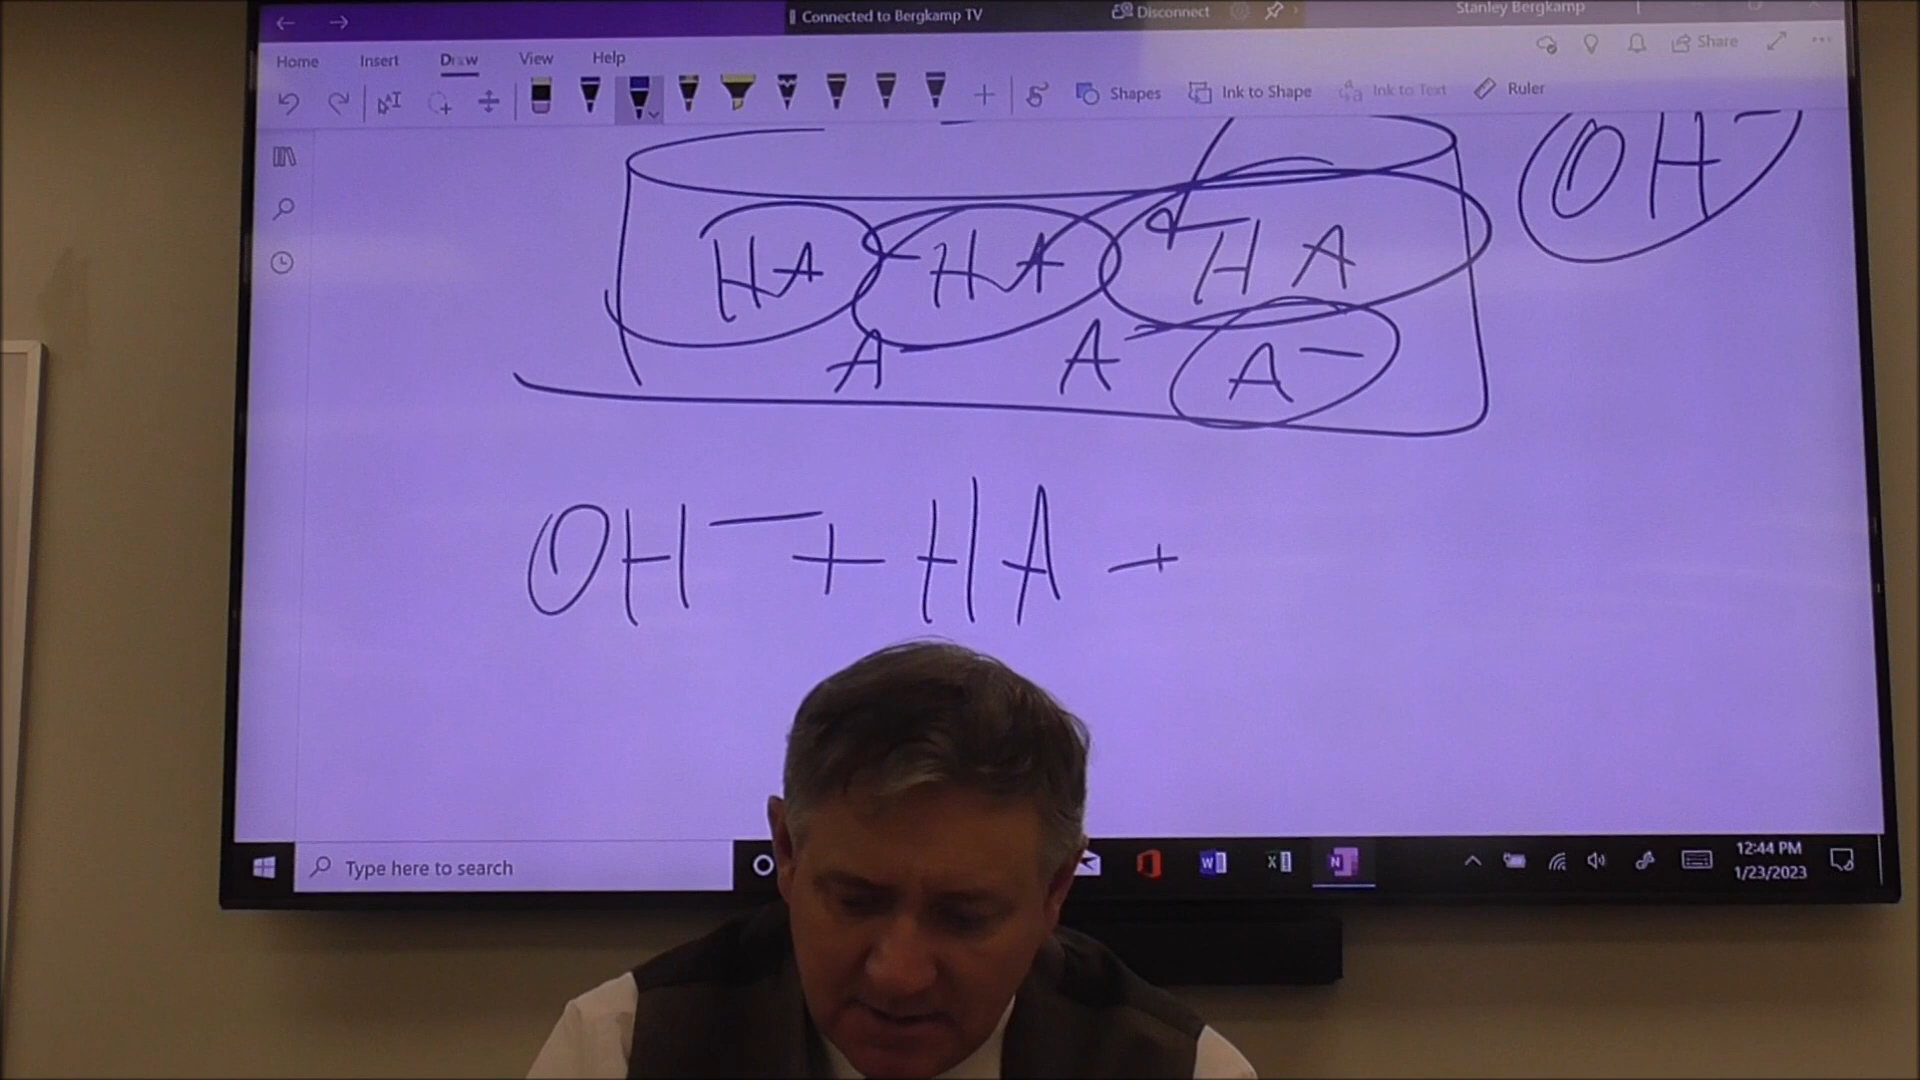 Connected to Bergkamp TV
Disconnect
Stanley Bergkamp
Home Insert Draw View Help
Share
Shapes Ink to Shape Ink to Text Ruler
OH⁻
HA HA HA
A⁻ A⁻ A⁻
OH⁻ + HA +
Type here to search
12:44 PM
1/23/2023